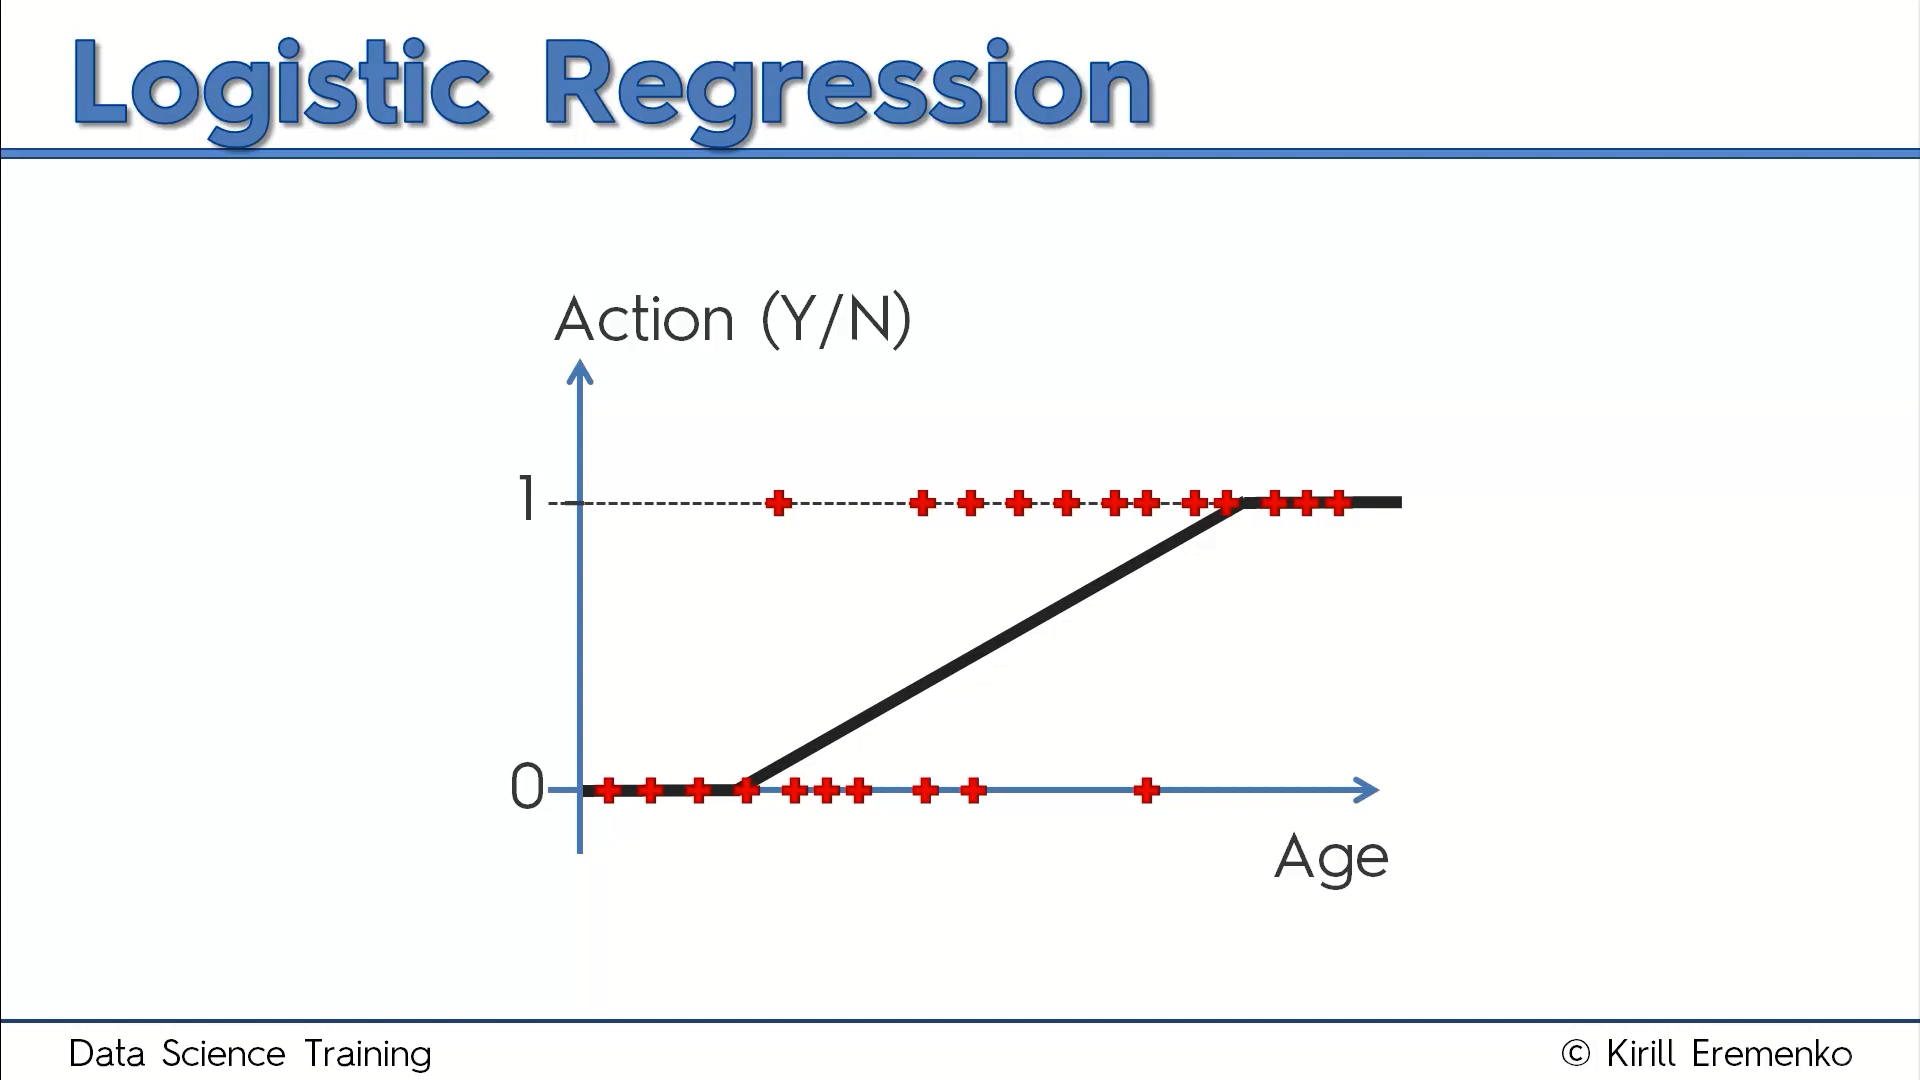 Logistic Regression
Action (Y/N)
1
0
Age
Data Science Training
© Kirill Eremenko